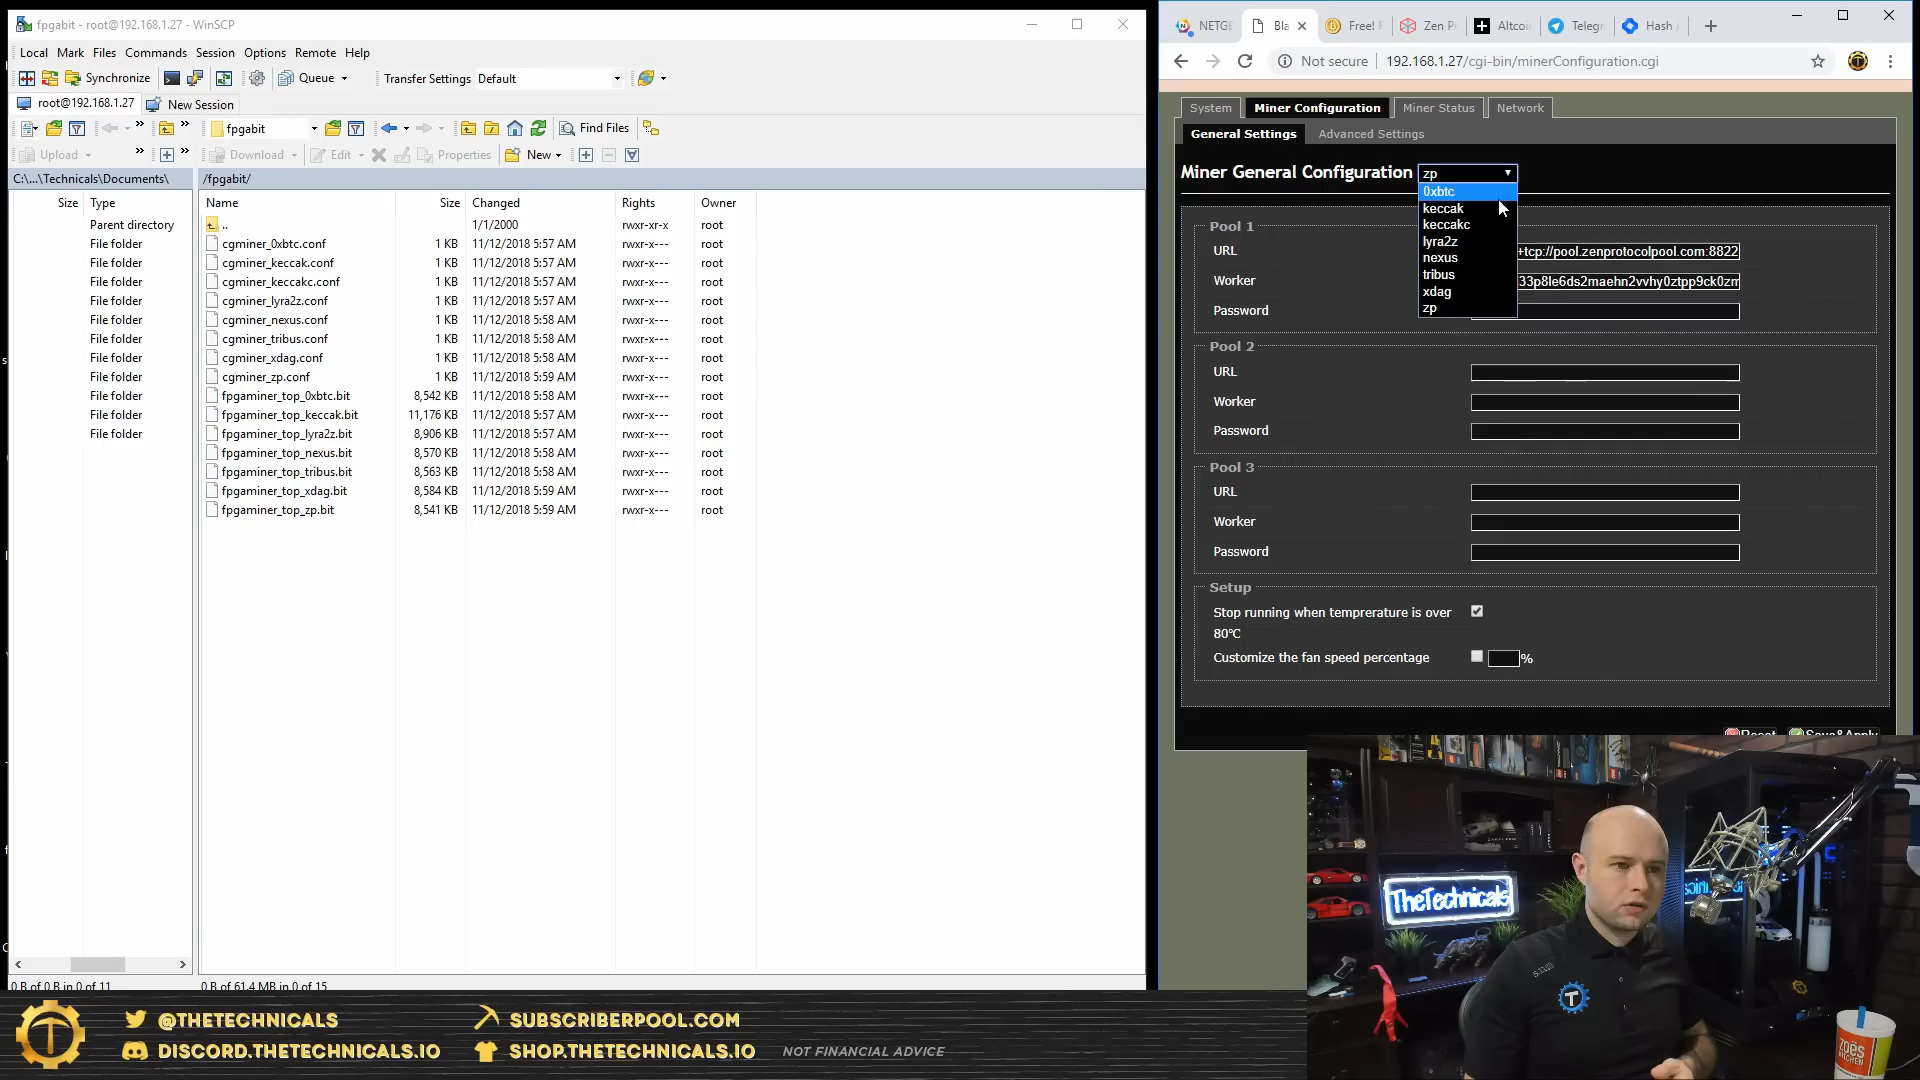 fpgabit - root@192.168.1.27 - WinSCP
Local Mark Files Commands Session Options Remote Help
Synchronize Queue Transfer Settings Default
root@192.168.1.27 New Session
fpgabit Find Files
Upload Download Edit Properties New
C:\...\Technicals\Documents\ /fpgabit/
Size Type Name Size Changed Rights Owner
Parent directory .. 1/1/2000 rwxr-xr-x root
File folder cgminer_0xbtc.conf 1 KB 11/12/2018 5:57 AM rwxr-x--- root
File folder cgminer_keccak.conf 1 KB 11/12/2018 5:57 AM rwxr-x--- root
File folder cgminer_keccakc.conf 1 KB 11/12/2018 5:57 AM rwxr-x--- root
File folder cgminer_lyra2z.conf 1 KB 11/12/2018 5:57 AM rwxr-x--- root
File folder cgminer_nexus.conf 1 KB 11/12/2018 5:58 AM rwxr-x--- root
File folder cgminer_tribus.conf 1 KB 11/12/2018 5:58 AM rwxr-x--- root
File folder cgminer_xdag.conf 1 KB 11/12/2018 5:58 AM rwxr-x--- root
File folder cgminer_zp.conf 1 KB 11/12/2018 5:59 AM rwxr-x--- root
File folder fpgaminer_top_0xbtc.bit 8,542 KB 11/12/2018 5:58 AM rwxr-x--- root
File folder fpgaminer_top_keccak.bit 11,176 KB 11/12/2018 5:57 AM rwxr-x--- root
File folder fpgaminer_top_lyra2z.bit 8,906 KB 11/12/2018 5:57 AM rwxr-x--- root
fpgaminer_top_nexus.bit 8,570 KB 11/12/2018 5:58 AM rwxr-x--- root
fpgaminer_top_tribus.bit 8,563 KB 11/12/2018 5:58 AM rwxr-x--- root
fpgaminer_top_xdag.bit 8,584 KB 11/12/2018 5:59 AM rwxr-x--- root
fpgaminer_top_zp.bit 8,541 KB 11/12/2018 5:59 AM rwxr-x--- root
0 B of 0 B in 0 of 11 0 B of 61.4 MB in 0 of 15
NETGE Bla Free! F Zen P Altcoi Telegr Hash
Not secure 192.168.1.27/cgi-bin/minerConfiguration.cgi
System Miner Configuration Miner Status Network
General Settings Advanced Settings
Miner General Configuration zp
0xbtc
keccak
keccakc
lyra2z
nexus
tribus
xdag
zp
Pool 1
URL +tcp://pool.zenprotocolpool.com:8822
Worker 33p8le6ds2maehn2vvhy0ztpp9ck0zm
Password
Pool 2
URL
Worker
Password
Pool 3
URL
Worker
Password
Setup
Stop running when temprerature is over
80℃
Customize the fan speed percentage %
Reset Save&Apply
TheTechnicals
T
ZOËS
KITCHEN
@THETECHNICALS SUBSCRIBERPOOL.COM
DISCORD.THETECHNICALS.IO SHOP.THETECHNICALS.IO NOT FINANCIAL ADVICE